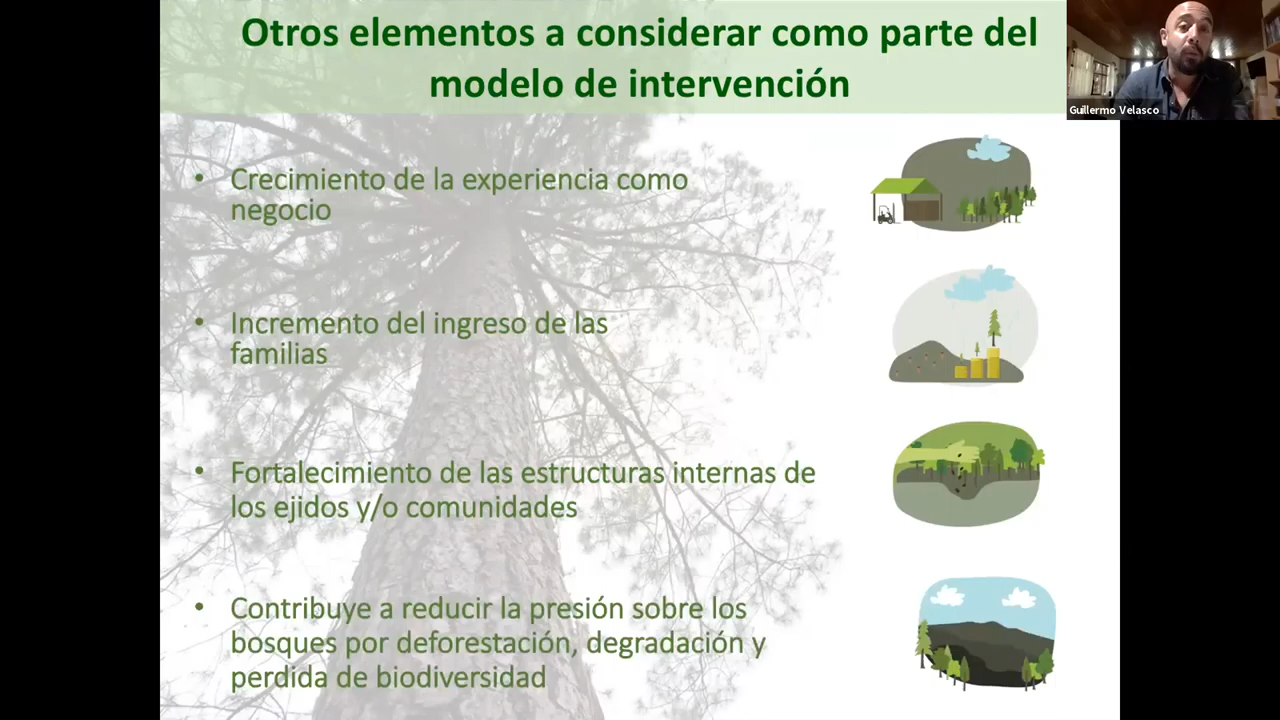 Otros elementos a considerar como parte del
modelo de intervención
Guillermo Velasco
• Crecimiento de la experiencia como
negocio
• Incremento del ingreso de las
familias
• Fortalecimiento de las estructuras internas de
los ejidos y/o comunidades
• Contribuye a reducir la presión sobre los
bosques por deforestación, degradación y
perdida de biodiversidad